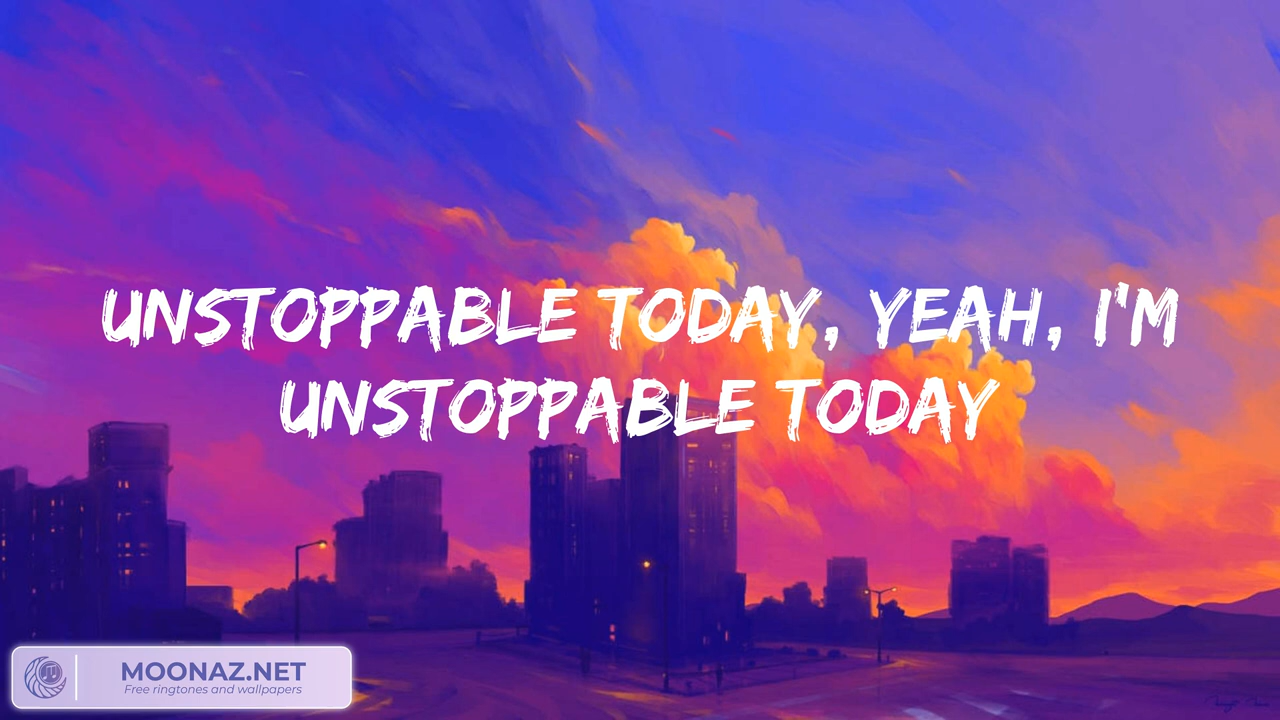 UNSTOPPABLE TODAY, YEAH, I'M
UNSTOPPABLE TODAY
MOONAZ.NET
Free ringtones and wallpapers